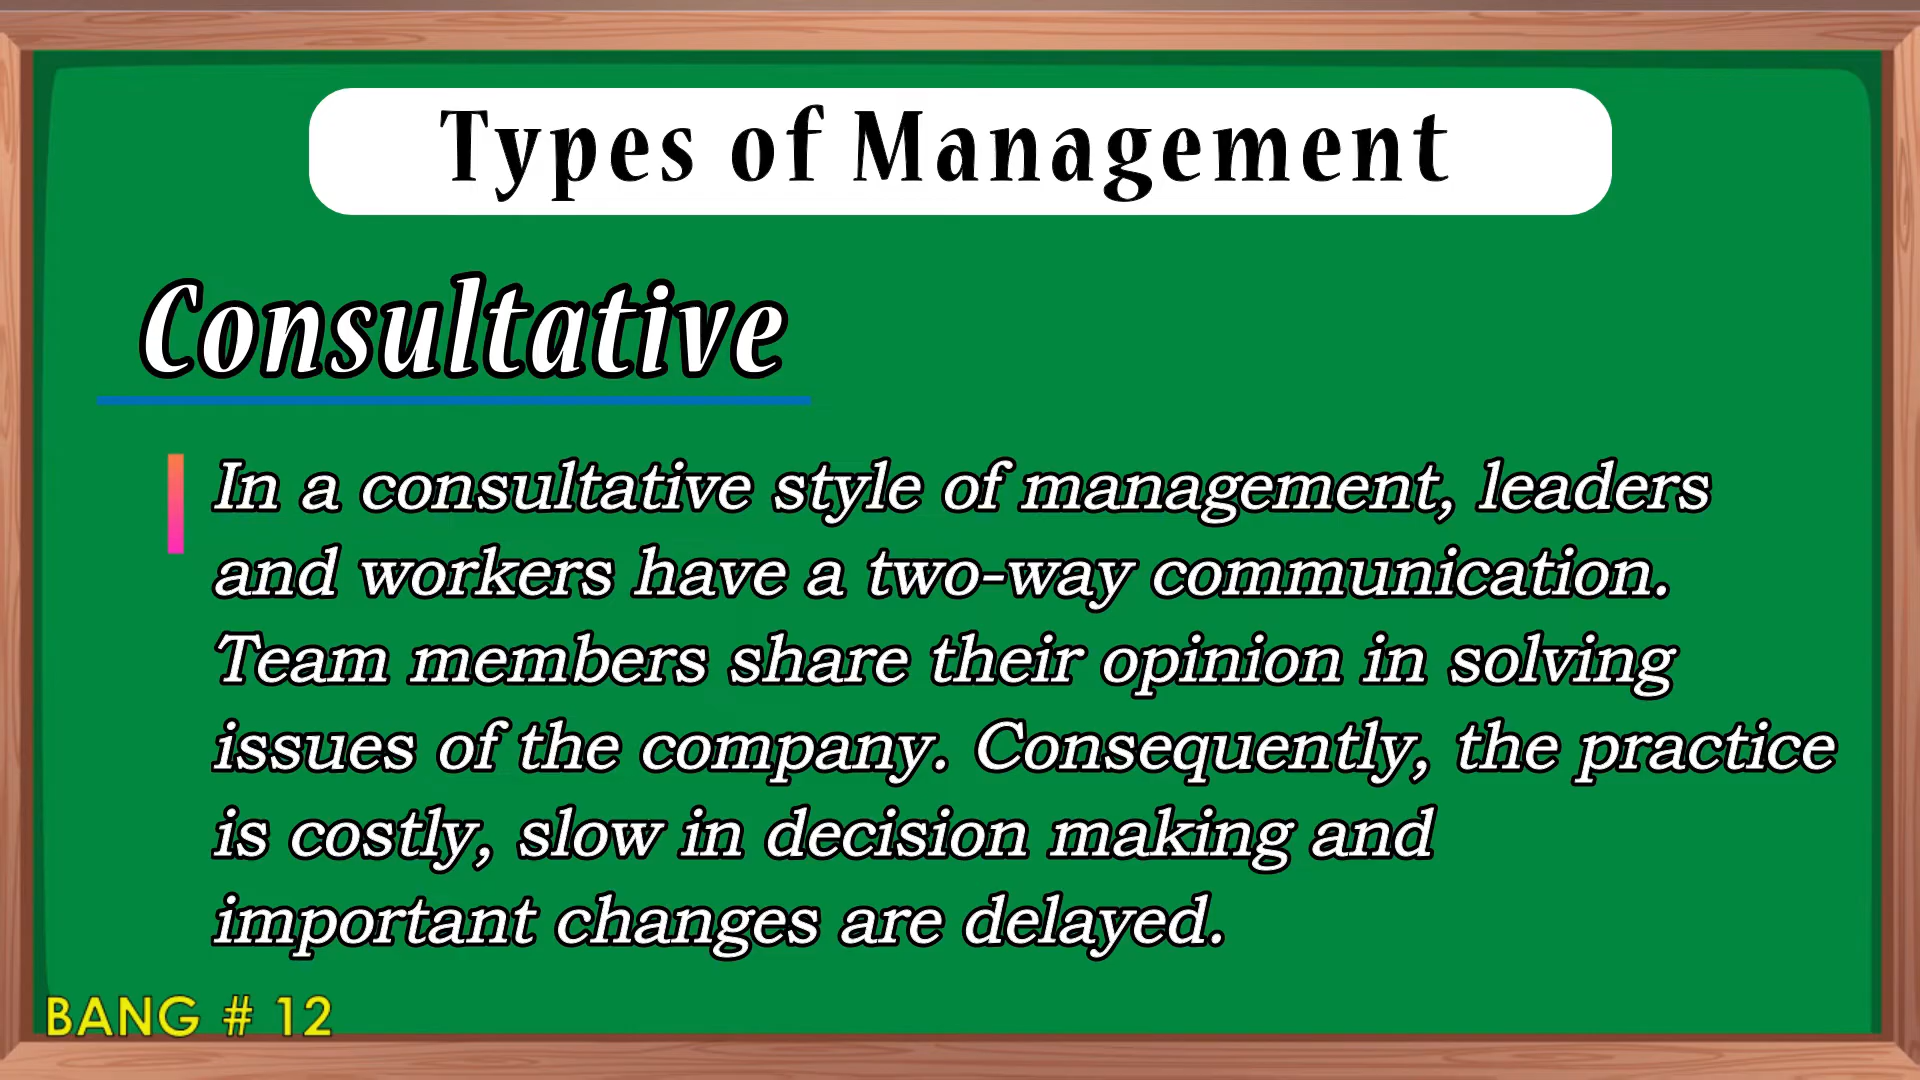 Types of Management
Consultative
In a consultative style of management, leaders
and workers have a two-way communication.
Team members share their opinion in solving
issues of the company. Consequently, the practice
is costly, slow in decision making and
important changes are delayed.
BANG # 12